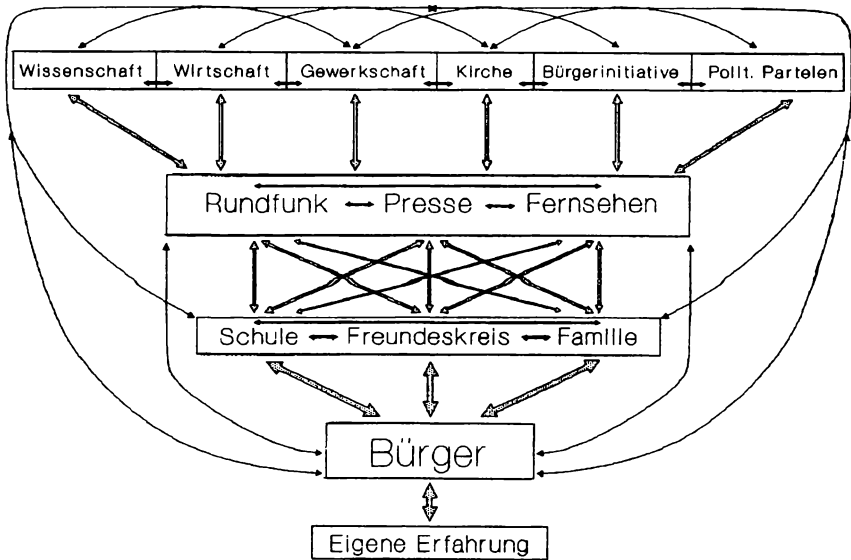 Wissenschaft Wirtschaft Gewerkschaft Kirche Bürgerinitiative Polit. Parteien
Rundfunk Presse Fernsehen
Schule Freundeskreis Familie
Bürger
Eigene Erfahrung